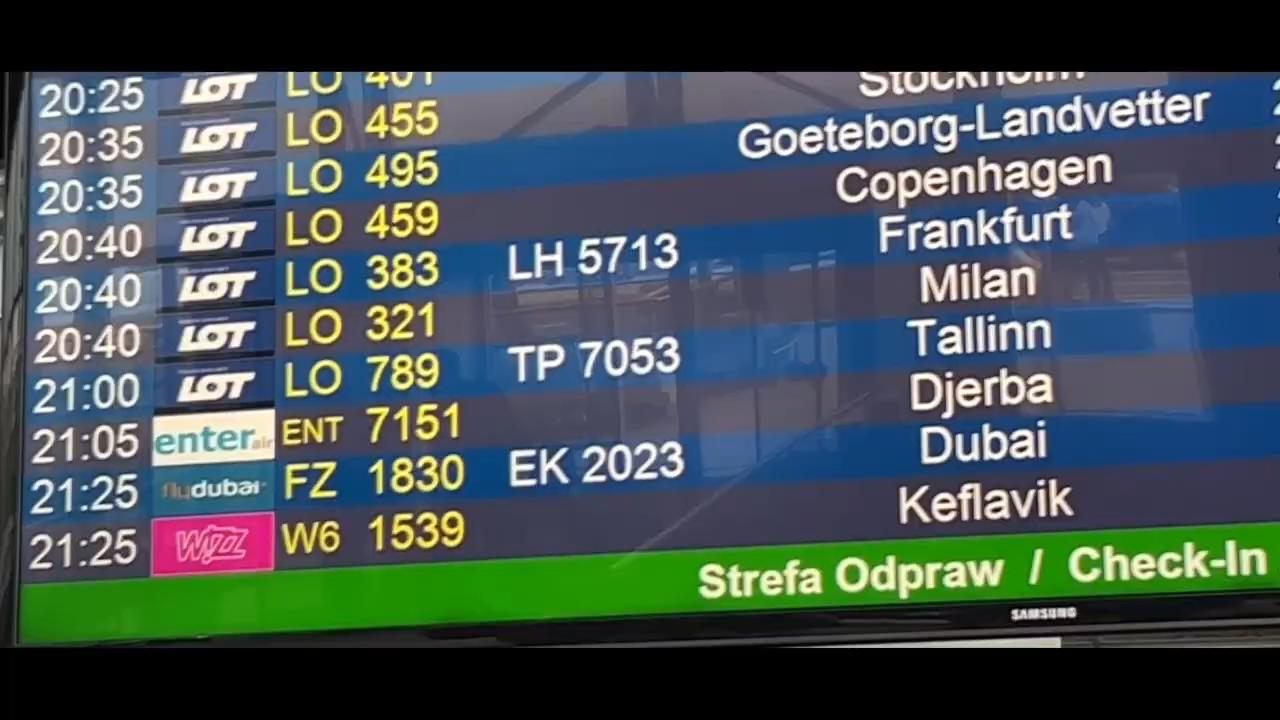 20:25 LOT LO 401
20:35 LOT LO 455 Stockholm
20:35 LOT LO 495 Goeteborg-Landvetter
20:40 LOT LO 459 Copenhagen
20:40 LOT LO 383 LH 5713 Frankfurt
20:40 LOT LO 321 Milan
21:00 LOT LO 789 TP 7053 Tallinn
21:05 enter air ENT 7151 Djerba
21:25 flydubai FZ 1830 EK 2023 Dubai
21:25 Wizz W6 1539 Keflavik
Strefa Odpraw / Check-In
SAMSUNG